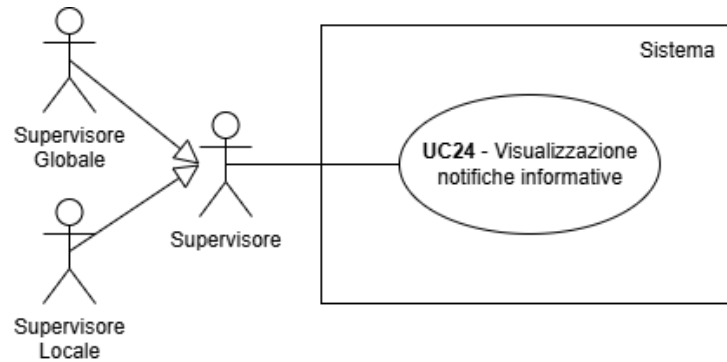 Sistema
Supervisore
Globale
UC24 - Visualizzazione
notifiche informative
Supervisore
Supervisore
Locale